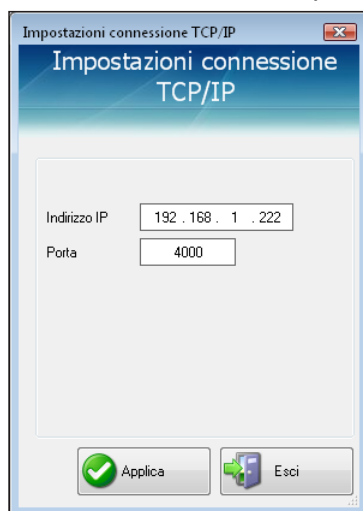 Impostazioni connessione TCP/IP
Impostazioni connessione
TCP/IP
Indirizzo IP 192 . 168 . 1 . 222
Porta 4000
Applica Esci